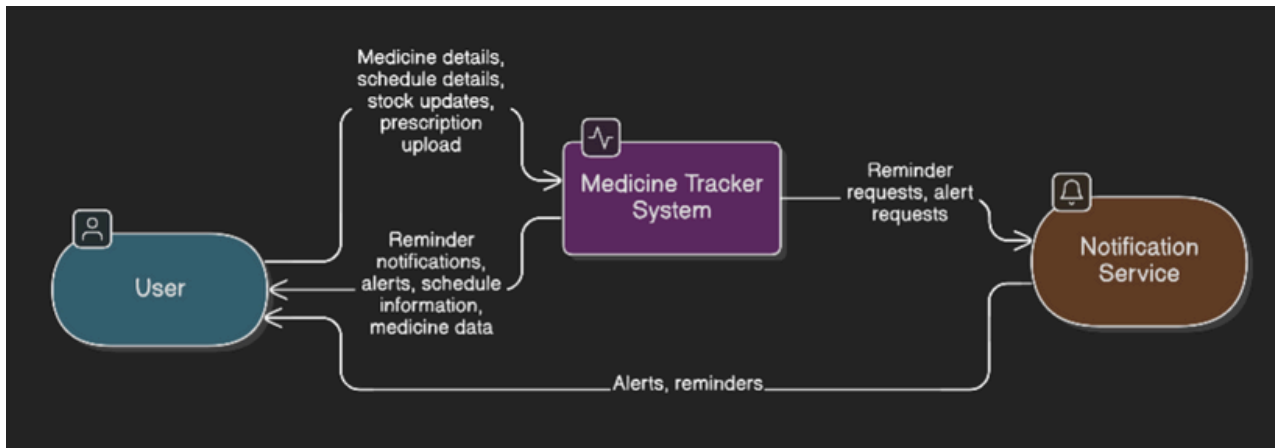 Medicine details,
schedule details,
stock updates,
prescription
upload
Medicine Tracker
System
Reminder
requests, alert
requests
Notification
Service
User
Reminder
notifications,
alerts, schedule
information,
medicine data
Alerts, reminders